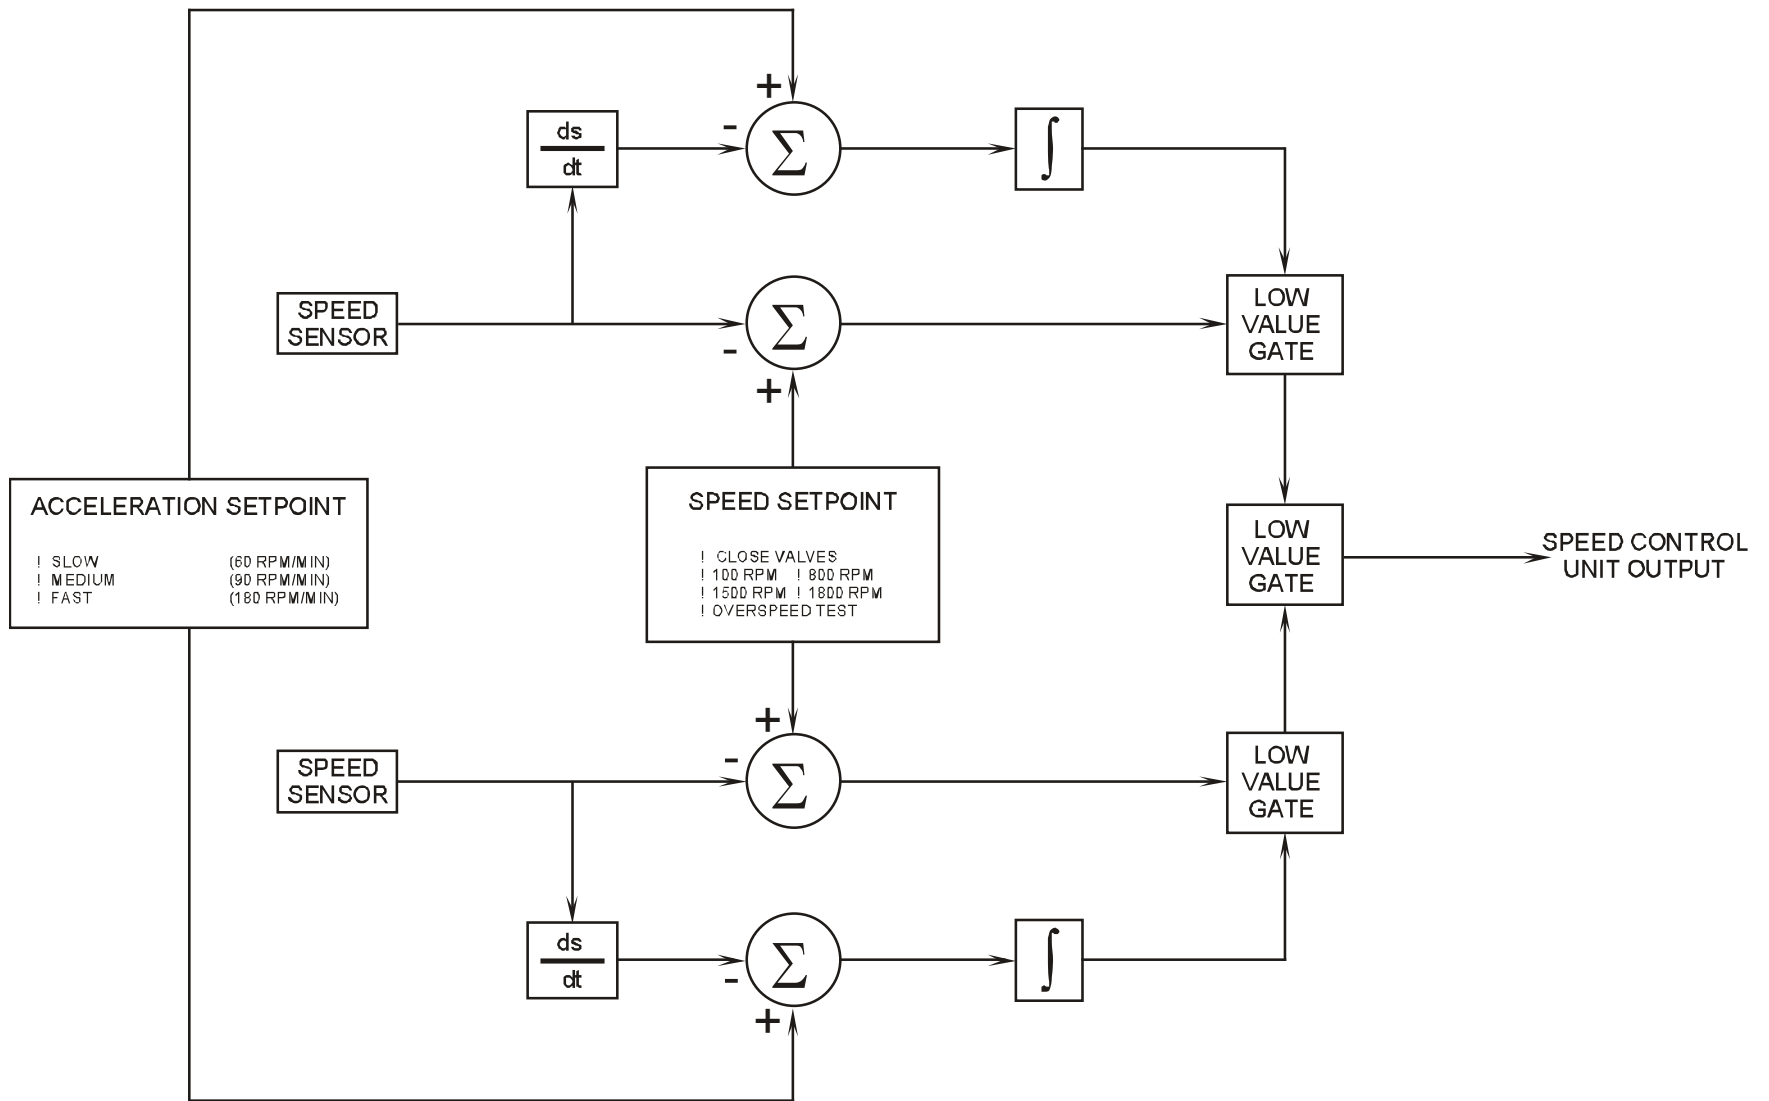 +
-
ds
dt
Σ
∫
SPEED
SENSOR
Σ
-
+
LOW
VALUE
GATE
ACCELERATION SETPOINT
! SLOW (60 RPM/MIN)
! MEDIUM (90 RPM/MIN)
! FAST (180 RPM/MIN)
SPEED SETPOINT
! CLOSE VALVES
! 100 RPM ! 800 RPM
! 1500 RPM ! 1800 RPM
! OVERSPEED TEST
LOW
VALUE
GATE
SPEED CONTROL
UNIT OUTPUT
+
-
SPEED
SENSOR
Σ
LOW
VALUE
GATE
ds
dt
Σ
∫
-
+